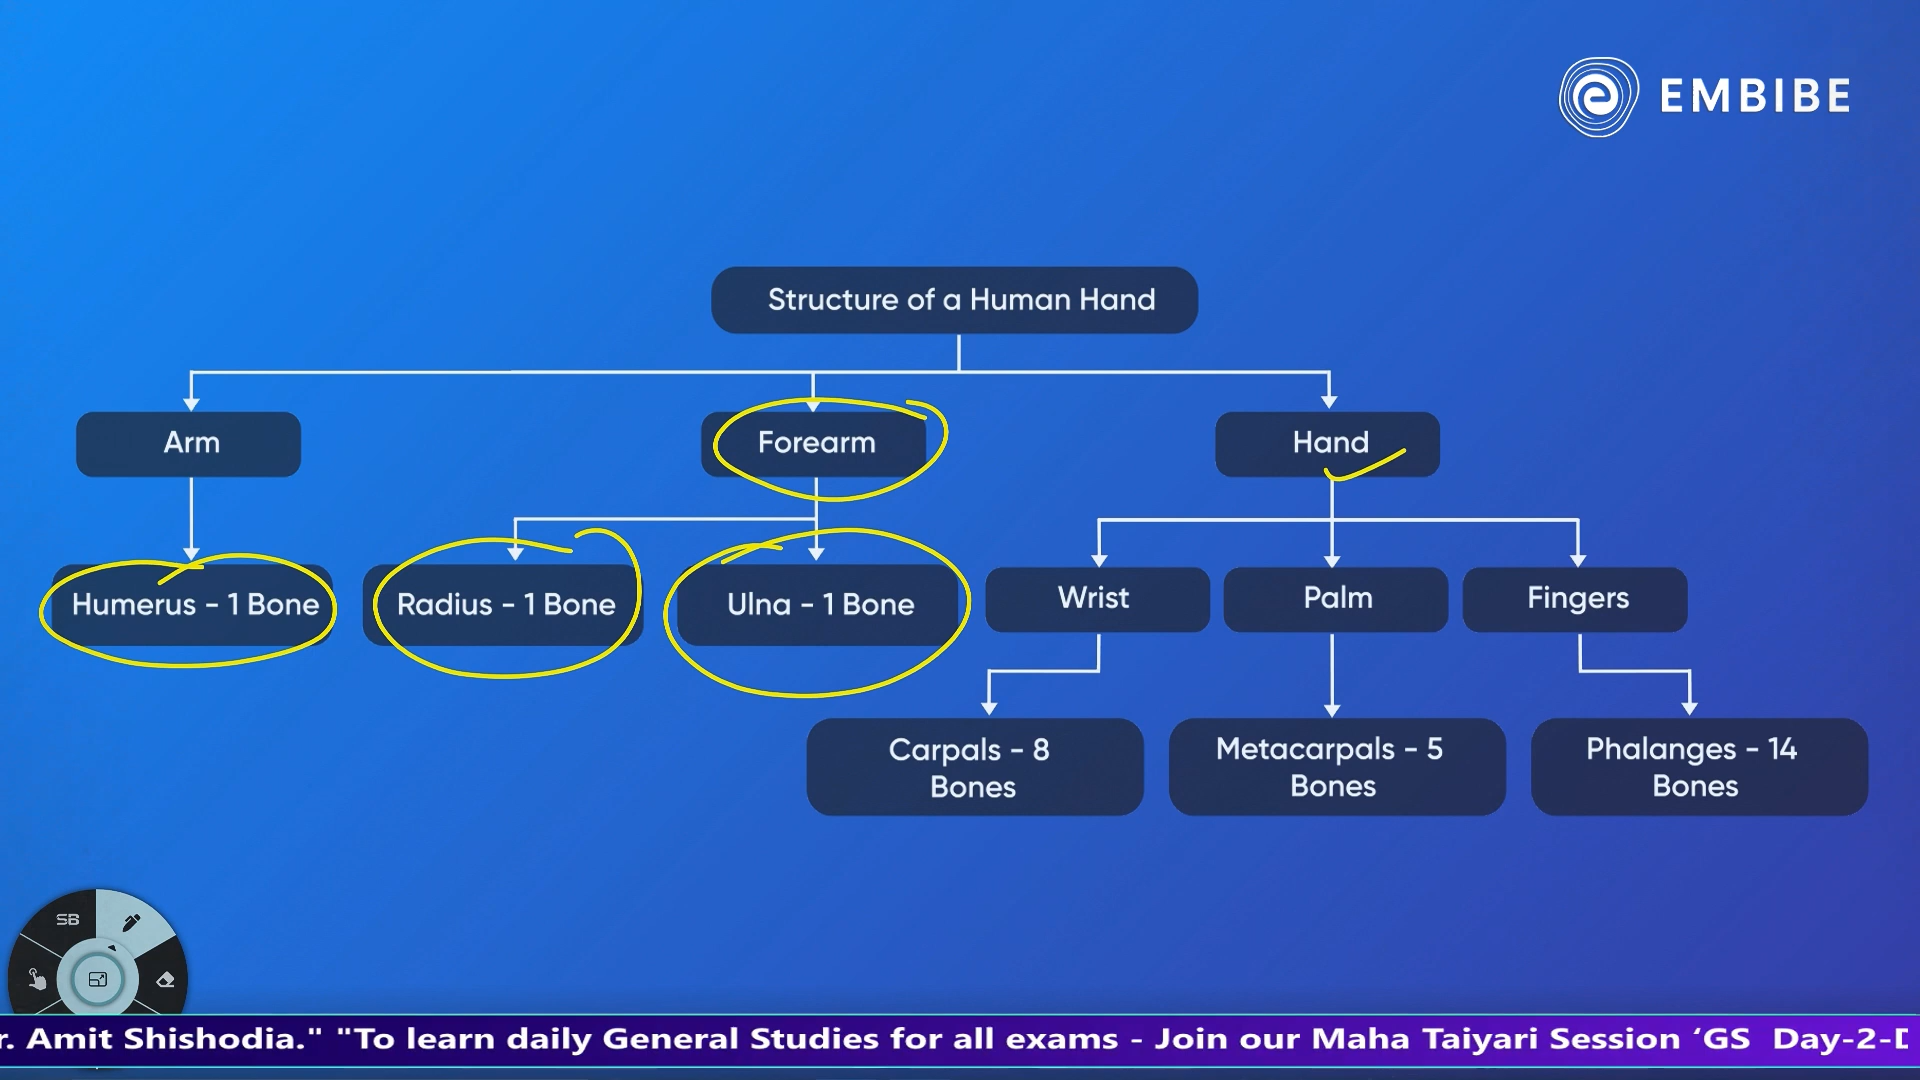 EMBIBE
Structure of a Human Hand
Arm
Forearm
Hand
Humerus - 1 Bone
Radius - 1 Bone
Ulna - 1 Bone
Wrist
Palm
Fingers
Carpals - 8
Bones
Metacarpals - 5
Bones
Phalanges - 14
Bones
SB
r. Amit Shishodia." "To learn daily General Studies for all exams - Join our Maha Taiyari Session ‘GS Day-2-D